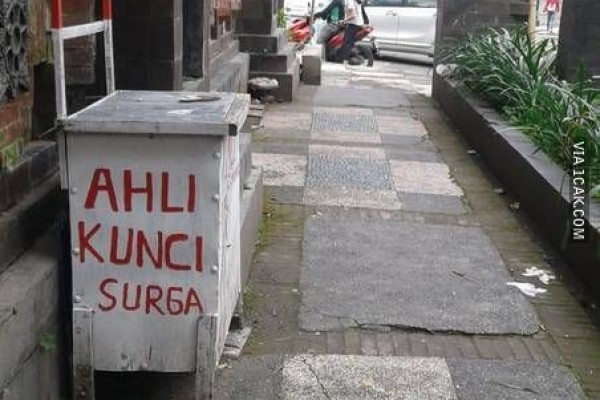 AHLI
KUNCI
SURGA
VIA 1CAK.COM